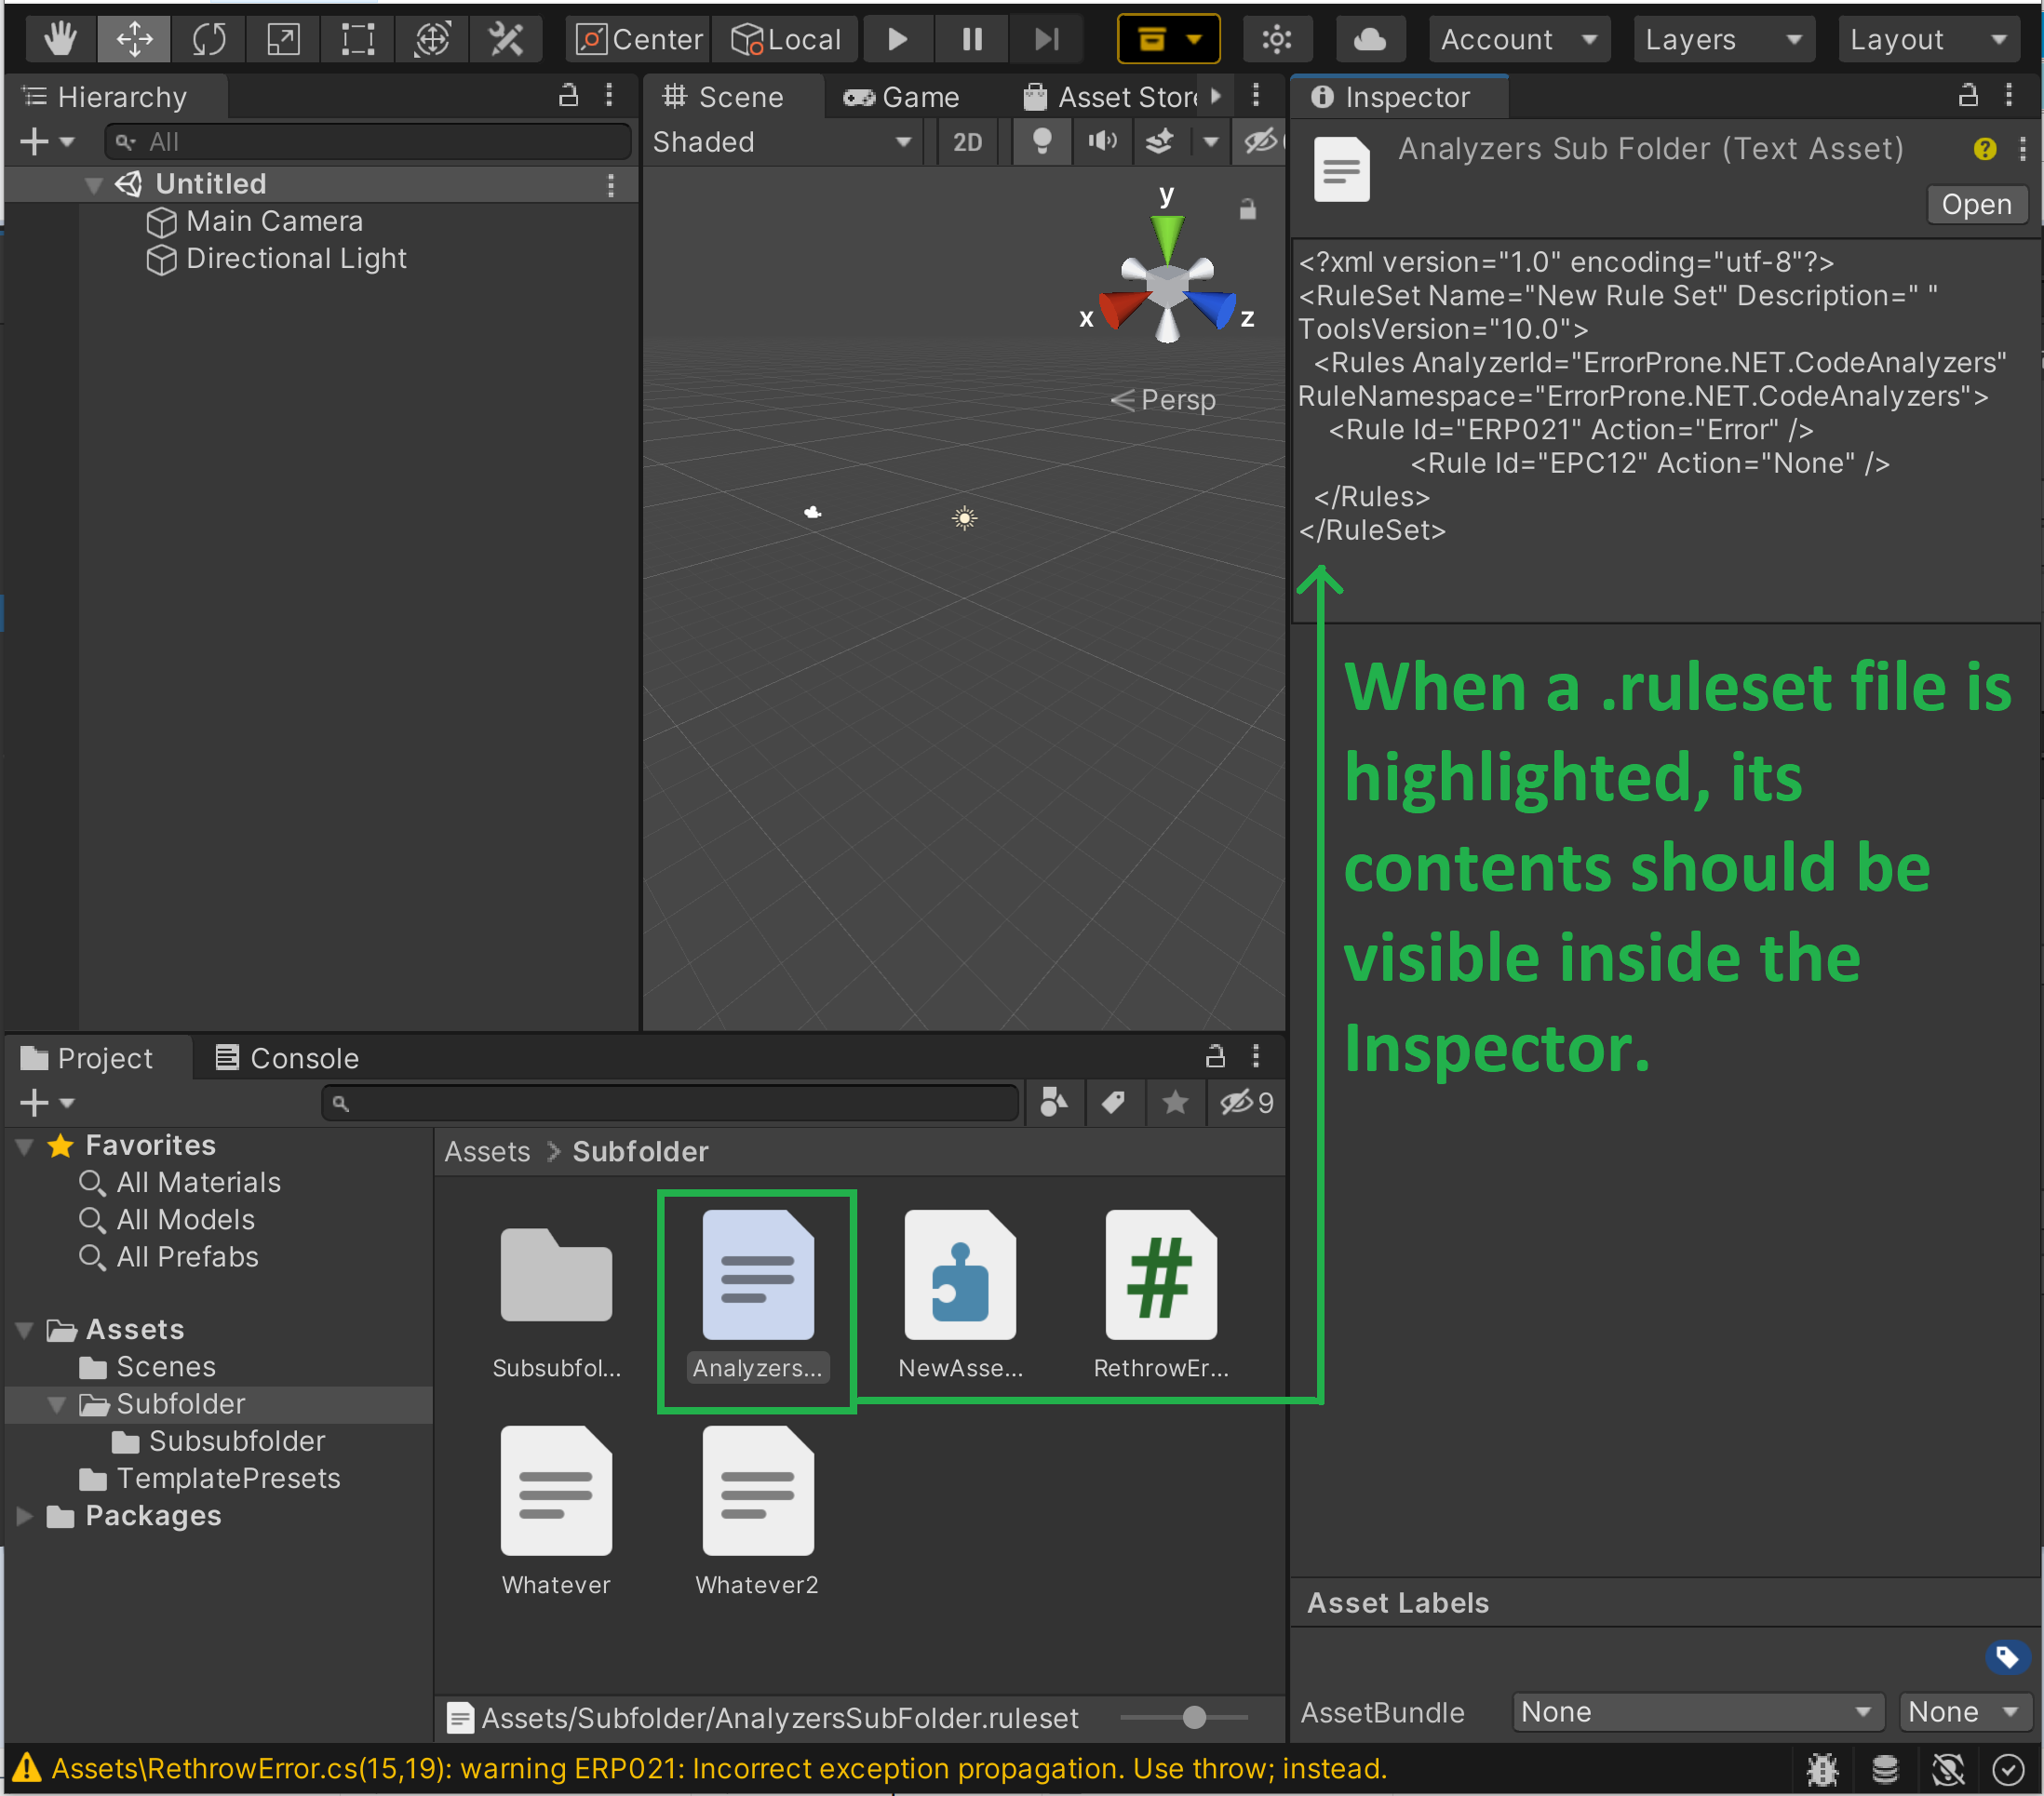 Center
Local
Account
Layers
Layout
Hierarchy
All
Untitled
Main Camera
Directional Light
Scene
Game
Asset Store
Shaded
2D
y
x
z
Persp
Inspector
Analyzers Sub Folder (Text Asset)
?
Open
<?xml version="1.0" encoding="utf-8"?>
<RuleSet Name="New Rule Set" Description=" "
ToolsVersion="10.0">
<Rules AnalyzerId="ErrorProne.NET.CodeAnalyzers"
RuleNamespace="ErrorProne.NET.CodeAnalyzers">
<Rule Id="ERP021" Action="Error" />
<Rule Id="EPC12" Action="None" />
</Rules>
</RuleSet>
When a .ruleset file is
highlighted, its
contents should be
visible inside the
Inspector.
Project
Console
9
Favorites
All Materials
All Models
All Prefabs
Assets
Scenes
Subfolder
Subsubfolder
TemplatePresets
Packages
Assets > Subfolder
Subsubfol...
Analyzers...
NewAsse...
#
RethrowEr...
Whatever
Whatever2
Assets/Subfolder/AnalyzersSubFolder.ruleset
Asset Labels
AssetBundle
None
None
Assets\RethrowError.cs(15,19): warning ERP021: Incorrect exception propagation. Use throw; instead.